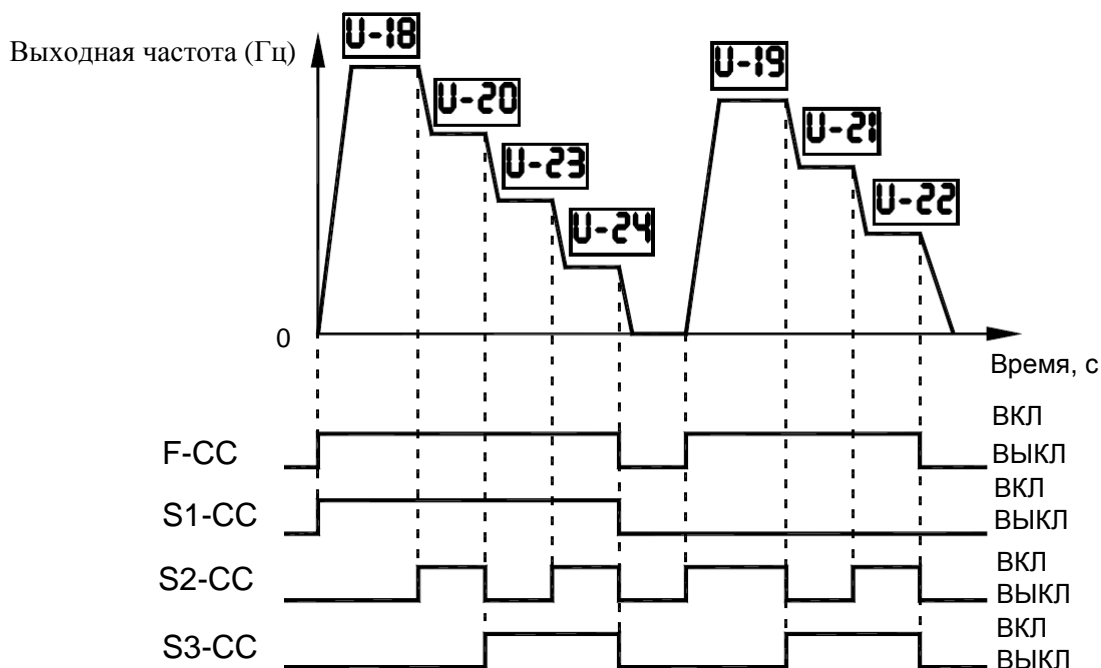 Выходная частота (Гц)
U-18
U-20
U-23
U-24
U-19
U-21
U-22
0
Время, с
F-CC
ВКЛ
ВЫКЛ
S1-CC
ВКЛ
ВЫКЛ
S2-CC
ВКЛ
ВЫКЛ
S3-CC
ВКЛ
ВЫКЛ